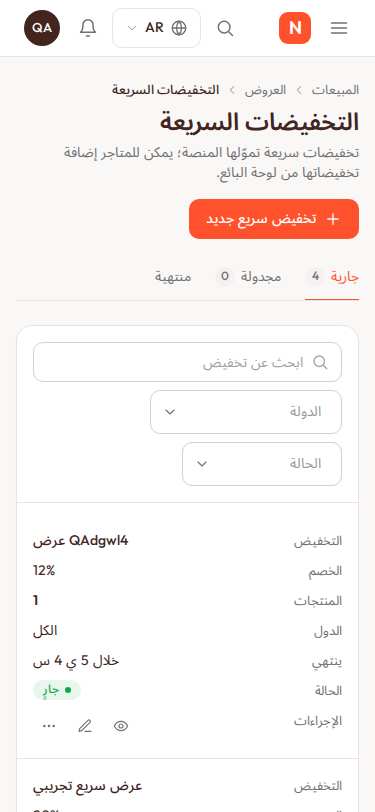 N
AR
QA
المبيعات > العروض > التخفيضات السريعة
التخفيضات السريعة
تخفيضات سريعة تموّلها المنصة؛ يمكن للمتاجر إضافة
تخفيضاتها من لوحة البائع.
+ تخفيض سريع جديد
جارية 4 مجدولة 0 منتهية
ابحث عن تخفيض
الدولة
الحالة
التخفيض عرض QAdgwl4
الخصم 12%
المنتجات 1
الدول الكل
ينتهي خلال 5 ي 4 س
الحالة جارٍ
الإجراءات
التخفيض عرض سريع تجريبي